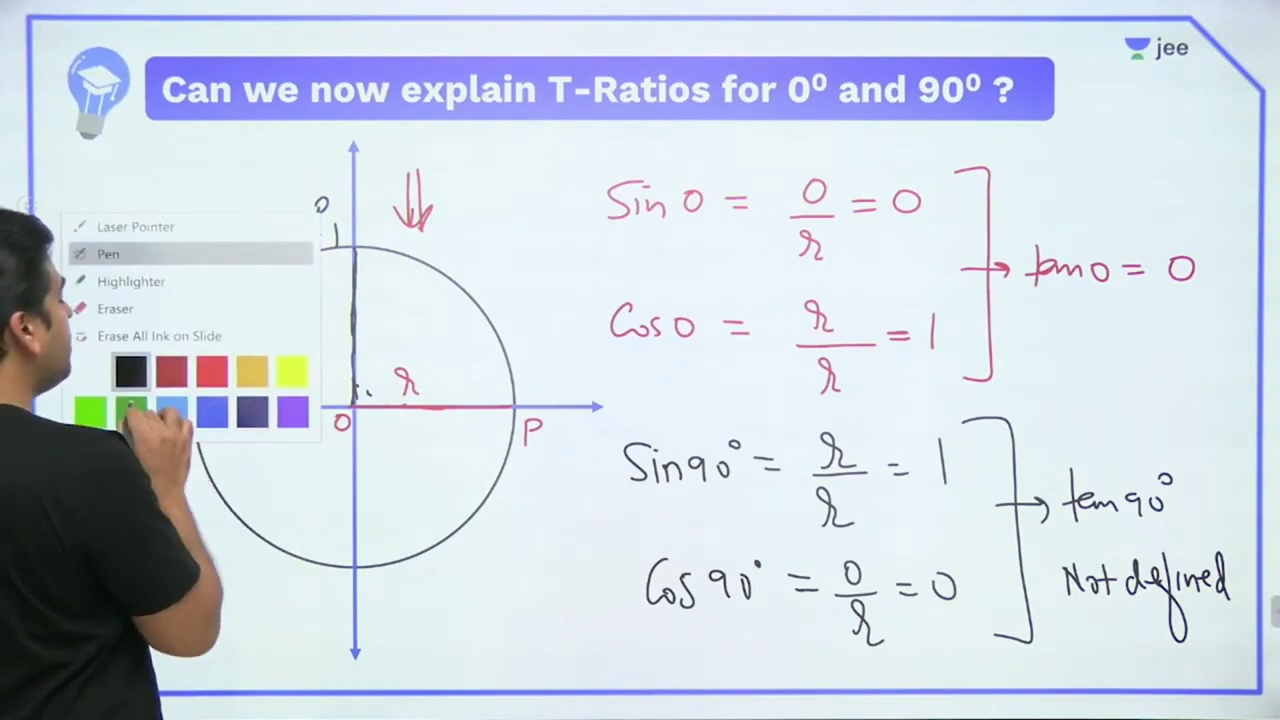 jee
Can we now explain T-Ratios for 0⁰ and 90⁰ ?
Laser Pointer
Pen
Highlighter
Eraser
Erase All Ink on Slide
r
O
P
Sin 0 = 0/r = 0
Cos 0 = r/r = 1
→ tan 0 = 0
Sin 90° = r/r = 1
Cos 90° = 0/r = 0
→ tan 90°
Not defined